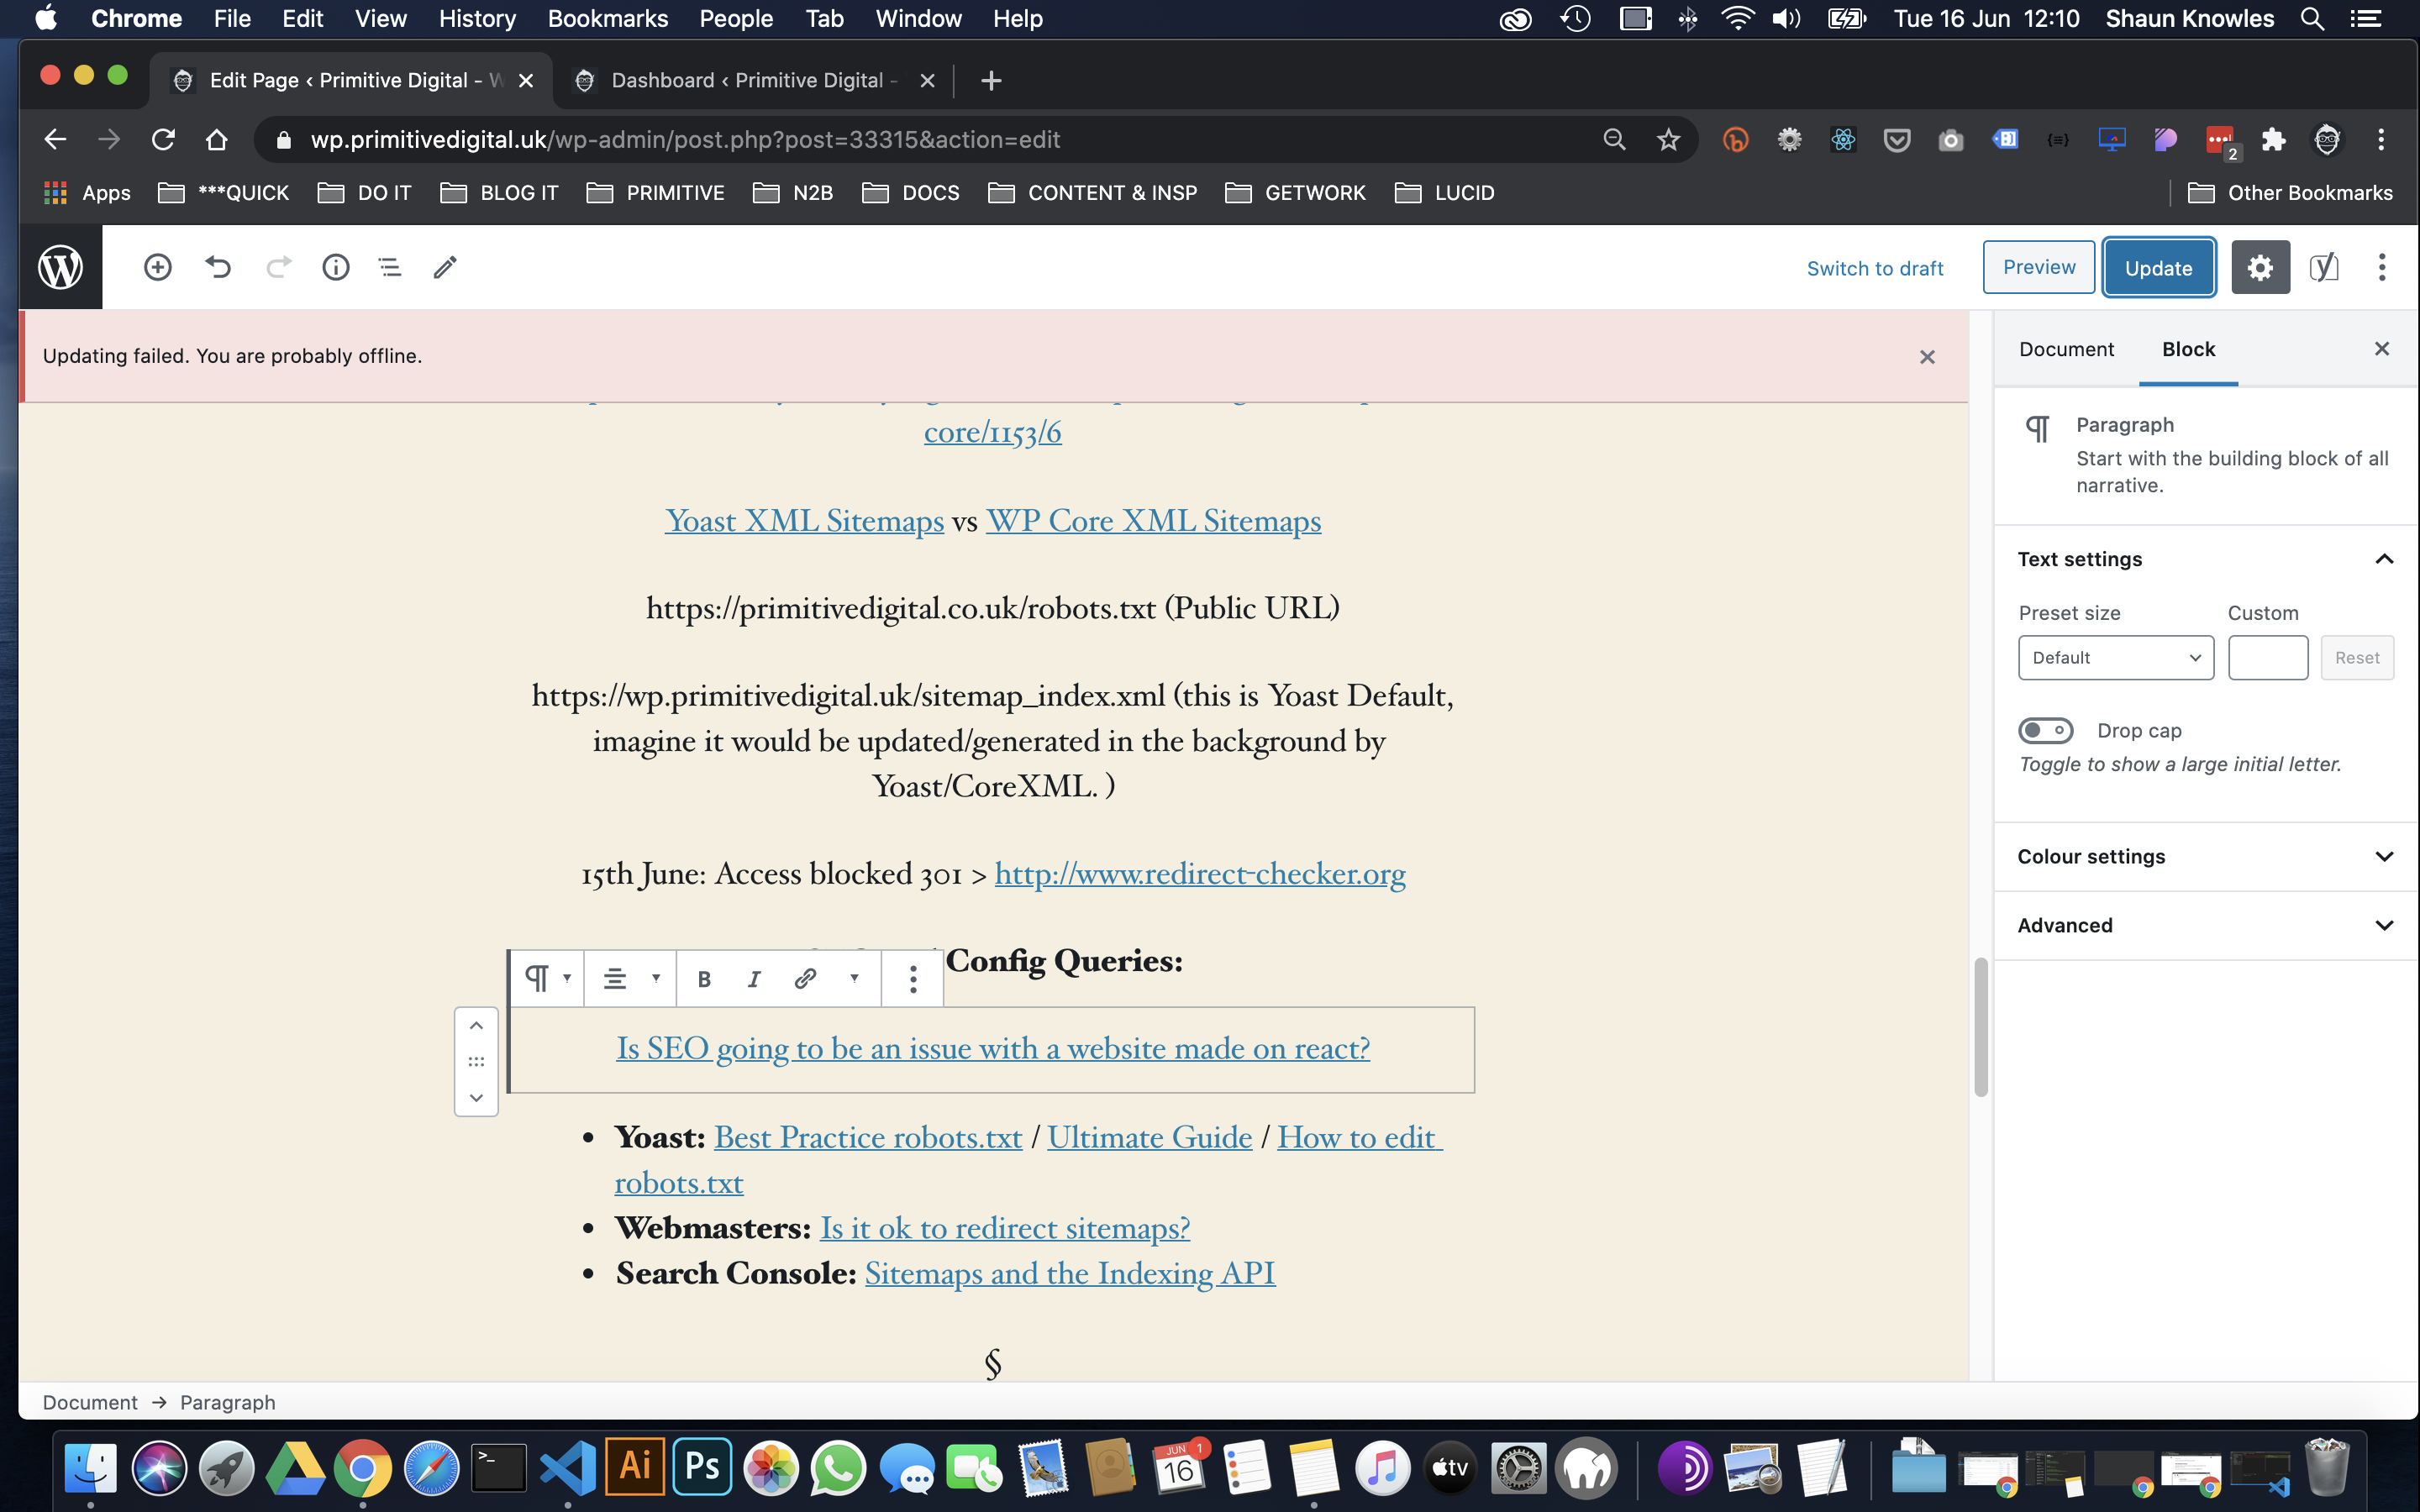 Chrome File Edit View History Bookmarks People Tab Window Help Tue 16 Jun 12:10 Shaun Knowles
Edit Page ‹ Primitive Digital - W Dashboard ‹ Primitive Digital -
wp.primitivedigital.uk/wp-admin/post.php?post=33315&action=edit
2
Apps ***QUICK DO IT BLOG IT PRIMITIVE N2B DOCS CONTENT & INSP GETWORK LUCID Other Bookmarks
Switch to draft Preview Update
Updating failed. You are probably offline.
core/1153/6
Yoast XML Sitemaps vs WP Core XML Sitemaps
https://primitivedigital.co.uk/robots.txt (Public URL)
https://wp.primitivedigital.uk/sitemap_index.xml (this is Yoast Default,
imagine it would be updated/generated in the background by
Yoast/CoreXML. )
15th June: Access blocked 301 > http://www.redirect-checker.org
Config Queries:
B I
Is SEO going to be an issue with a website made on react?
• Yoast: Best Practice robots.txt / Ultimate Guide / How to edit
robots.txt
• Webmasters: Is it ok to redirect sitemaps?
• Search Console: Sitemaps and the Indexing API
§
Document Block
Paragraph
Start with the building block of all
narrative.
Text settings
Preset size Custom
Default Reset
Drop cap
Toggle to show a large initial letter.
Colour settings
Advanced
Document → Paragraph
Ai Ps JUN 16 1 tv